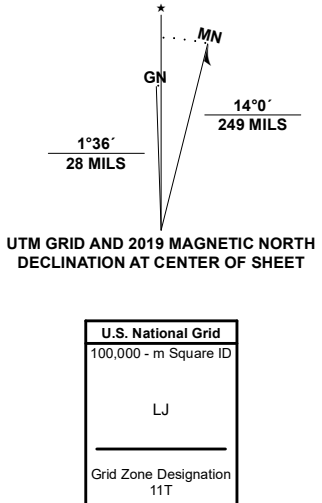 ★
MN
GN
14°0´
249 MILS
1°36´
28 MILS
UTM GRID AND 2019 MAGNETIC NORTH
DECLINATION AT CENTER OF SHEET
U.S. National Grid
100,000 - m Square ID
LJ
Grid Zone Designation
11T